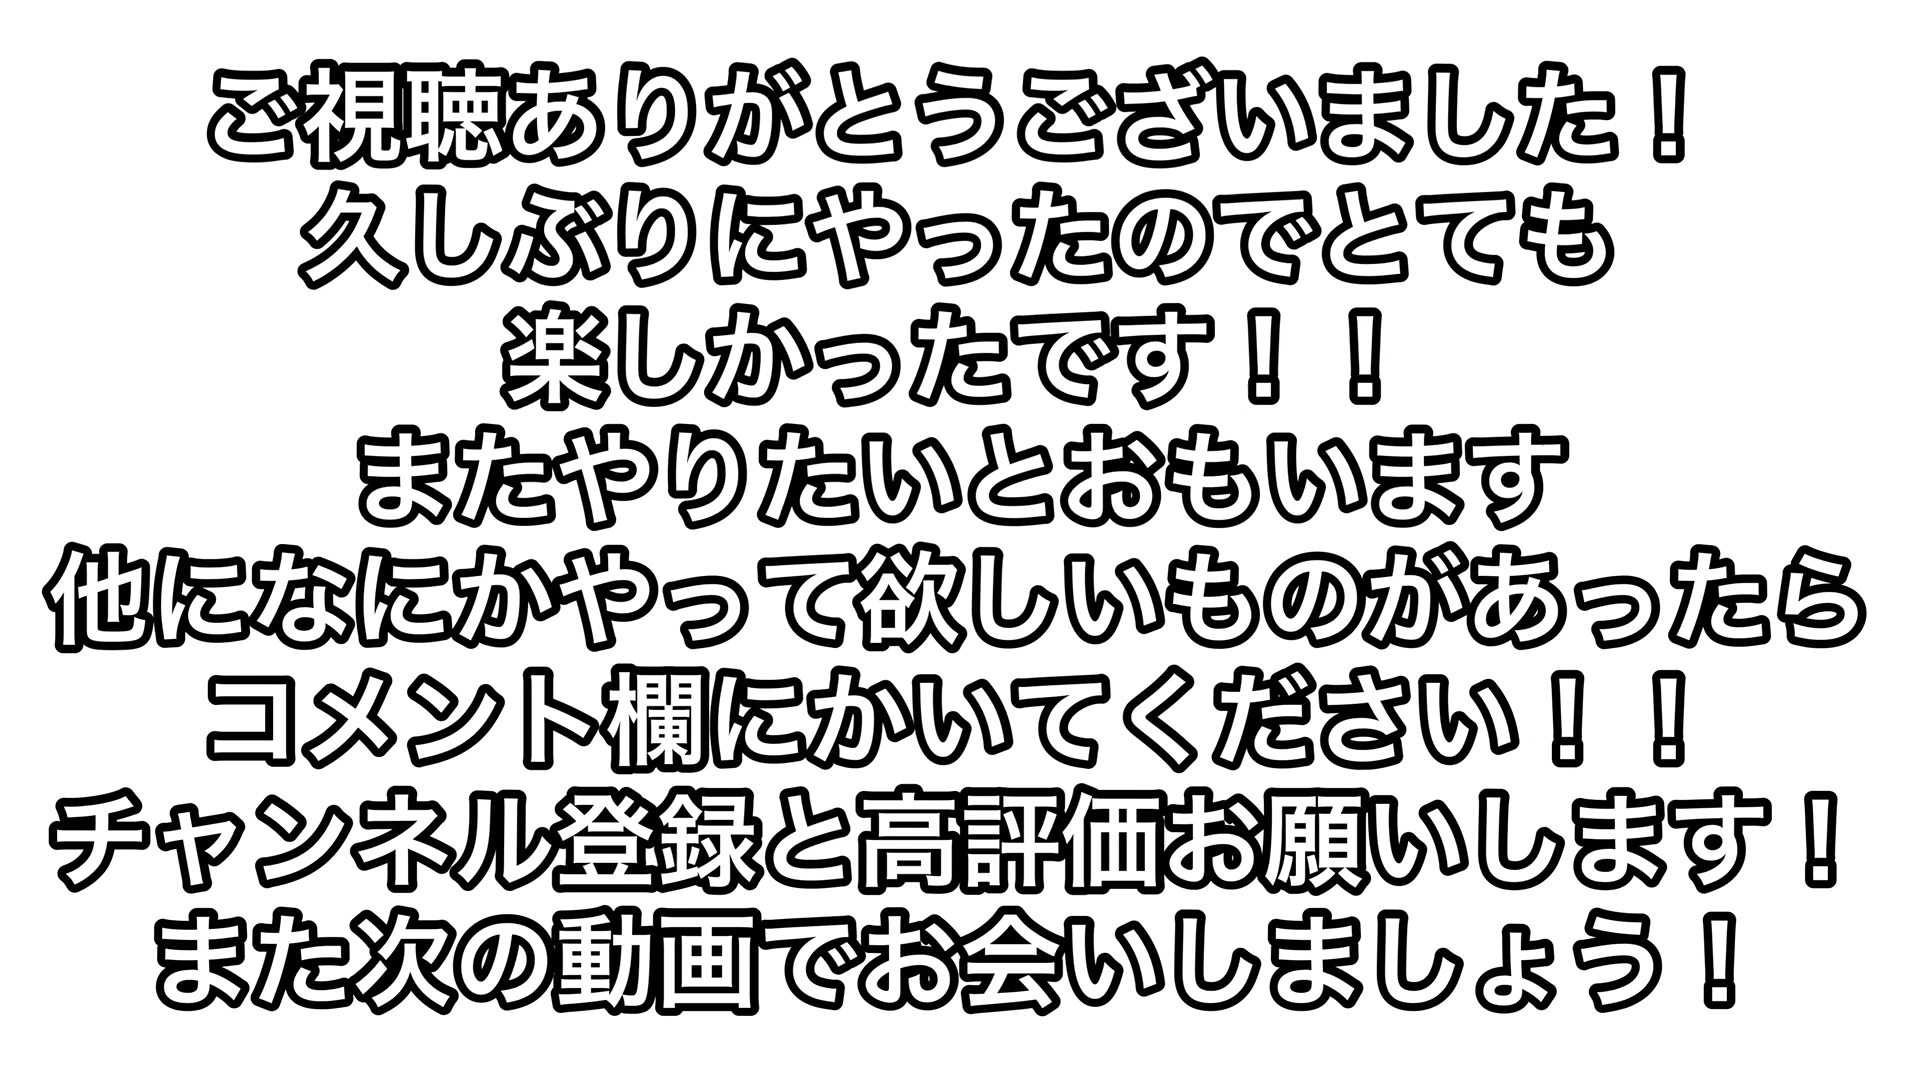 ご視聴ありがとうございました！
久しぶりにやったのでとても
楽しかったです！！
またやりたいとおもいます
他になにかやって欲しいものがあったら
コメント欄にかいてください！！
チャンネル登録と高評価お願いします！
また次の動画でお会いしましょう！